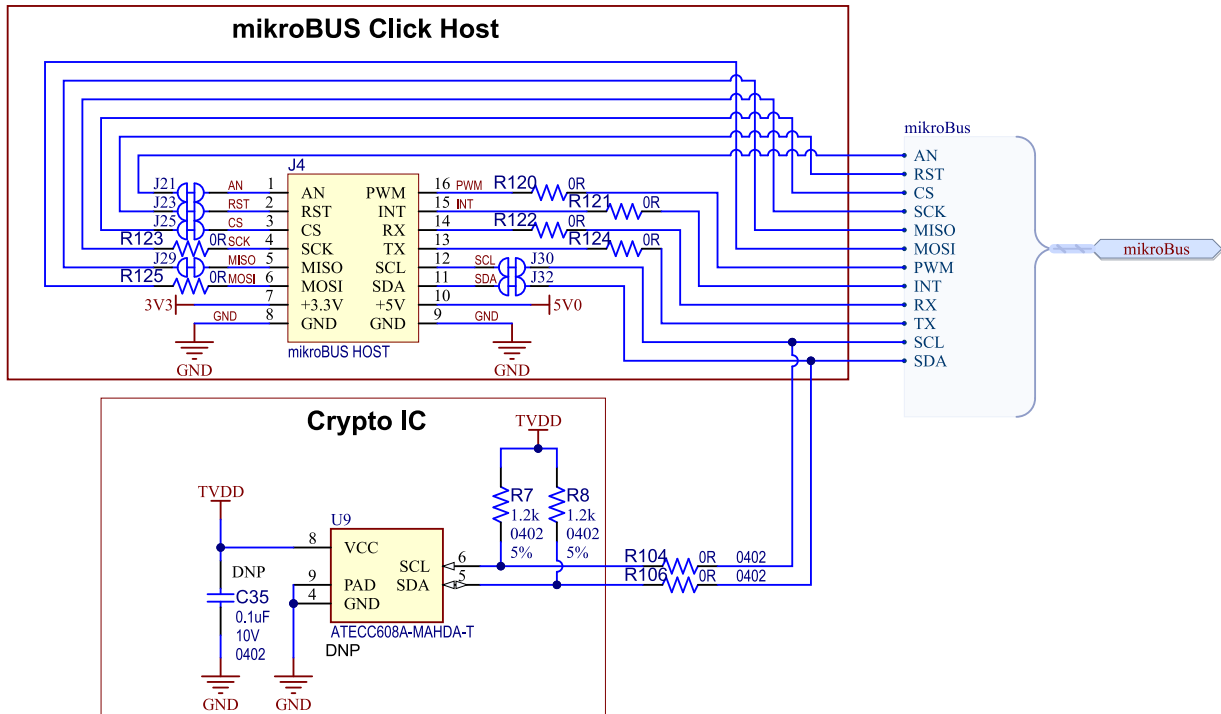 mikroBUS Click Host
mikroBus
J4
J21 AN 1 AN PWM 16 PWM R120 0R
J23 RST 2 RST INT 15 INT R121 0R
J25 CS 3 CS RX 14 R122 0R
R123 0R SCK 4 SCK TX 13 R124 0R
J29 MISO 5 MISO SCL 12 SCL J30
R125 0R MOSI 6 MOSI SDA 11 SDA J32
3V3 7 +3.3V +5V 10 5V0
GND 8 GND GND 9 GND
mikroBUS HOST
GND GND
AN
RST
CS
SCK
MISO
MOSI
PWM
INT
RX
TX
SCL
SDA
mikroBus
Crypto IC
TVDD
R7 R8
1.2k 1.2k
0402 0402
5% 5%
TVDD
U9
8 VCC
SCL 6 R104 0R 0402
9 PAD SDA 5 R106 0R 0402
4 GND
ATECC608A-MAHDA-T
DNP
DNP
C35
0.1uF
10V
0402
GND GND